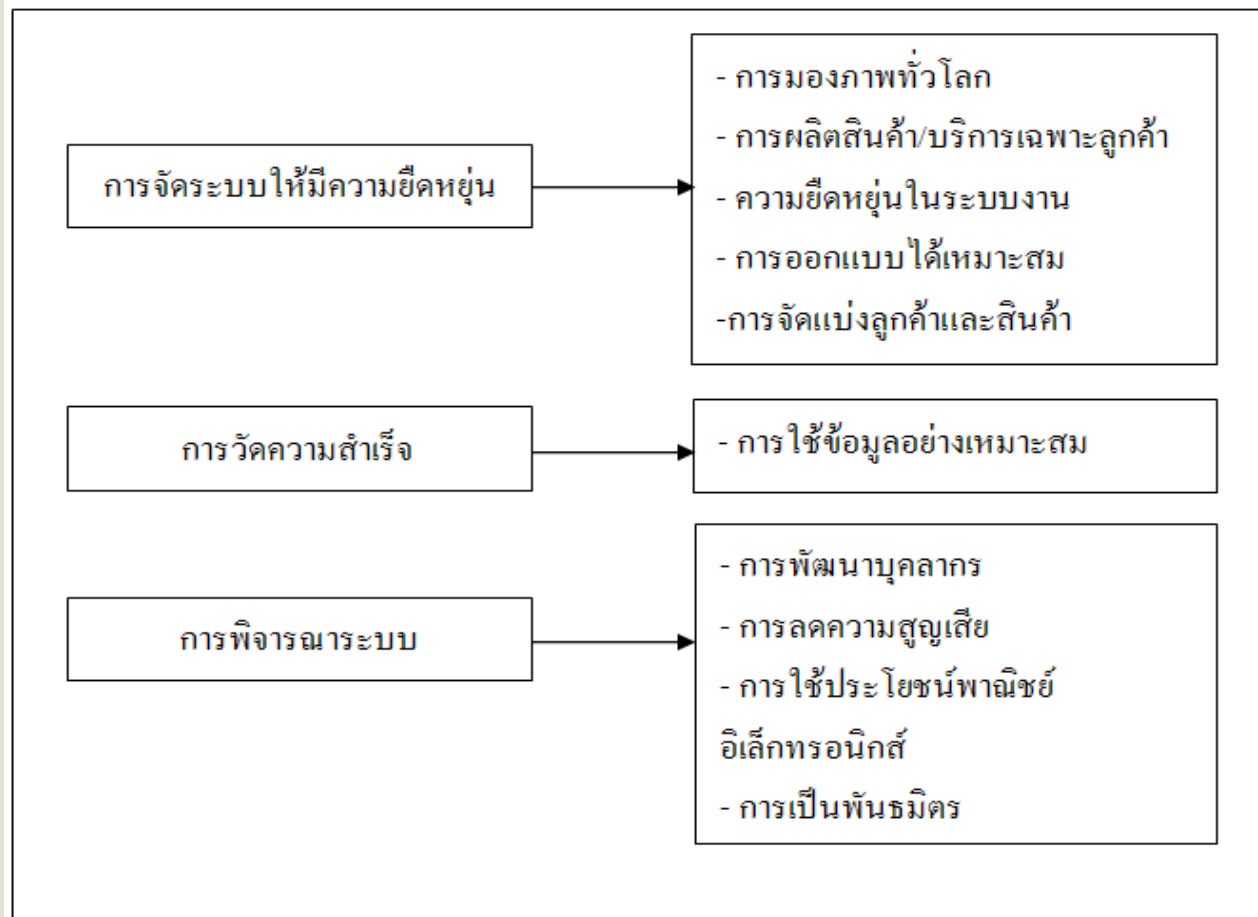 การจัดระบบให้มีความยืดหยุ่น
- การมองภาพทั่วโลก
- การผลิตสินค้า/บริการเฉพาะลูกค้า
- ความยืดหยุ่นในระบบงาน
- การออกแบบได้เหมาะสม
-การจัดแบ่งลูกค้าและสินค้า
การวัดความสำเร็จ
- การใช้ข้อมูลอย่างเหมาะสม
การพิจารณาระบบ
- การพัฒนาบุคลากร
- การลดความสูญเสีย
- การใช้ประโยชน์พาณิชย์
อิเล็กทรอนิกส์
- การเป็นพันธมิตร